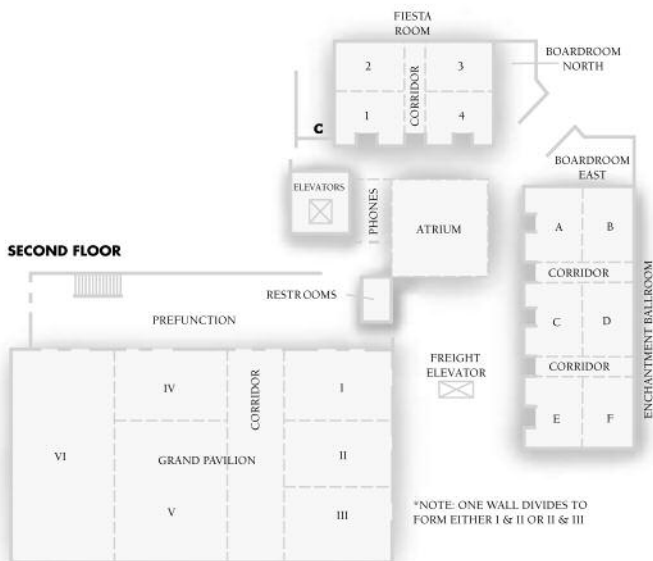 FIESTA
ROOM
BOARDROOM
NORTH
2
3
CORRIDOR
1
4
C
BOARDROOM
EAST
ELEVATORS
PHONES
ATRIUM
A
B
SECOND FLOOR
CORRIDOR
RESTROOMS
PREFUNCTION
C
D
ENCHANTMENT BALLROOM
FREIGHT
ELEVATOR
CORRIDOR
IV
CORRIDOR
I
E
F
VI
GRAND PAVILION
II
V
III
*NOTE: ONE WALL DIVIDES TO
FORM EITHER I & II OR II & III